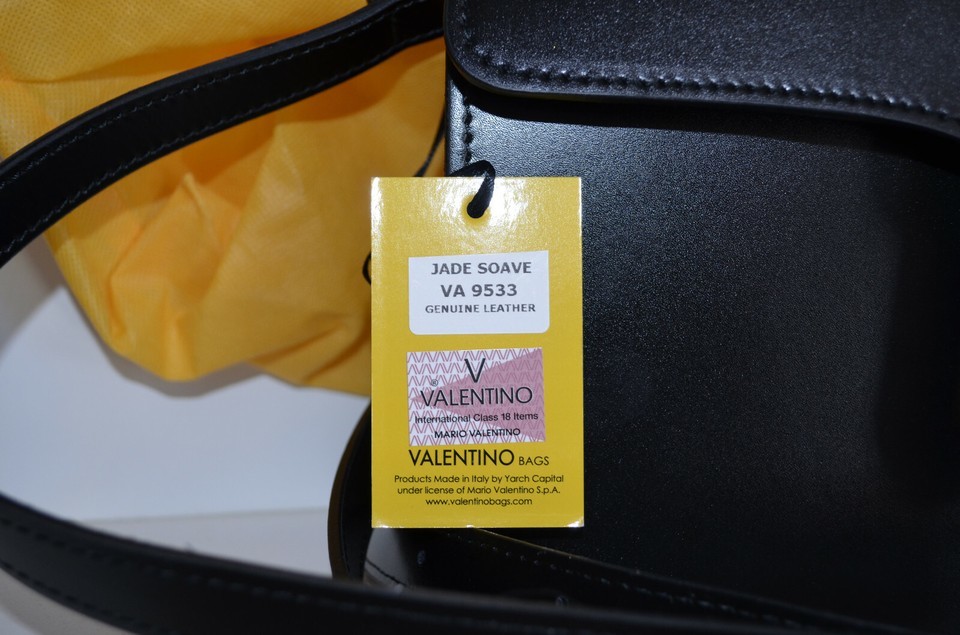 JADE SOAVE
VA 9533
GENUINE LEATHER
V
® VALENTINO
International Class 18 Items
MARIO VALENTINO
VALENTINO BAGS
Products Made in Italy by Yarch Capital
under license of Mario Valentino S.p.A.
www.valentinobags.com